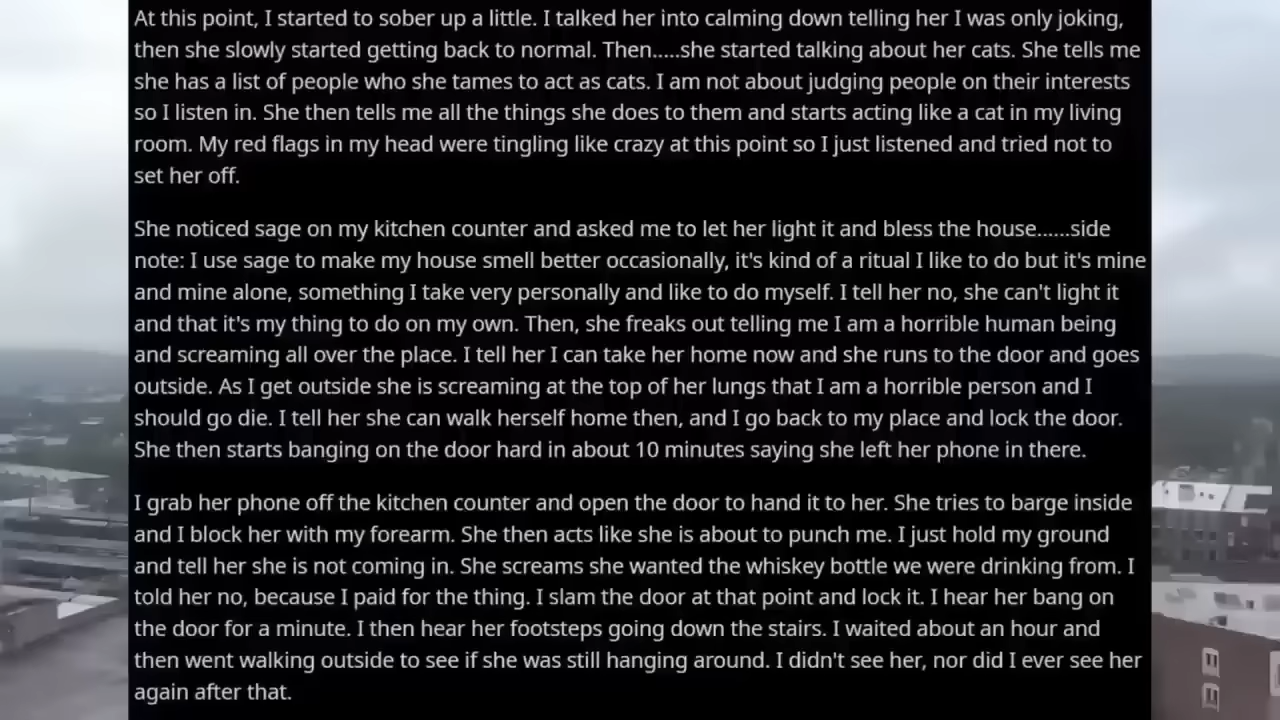 At this point, I started to sober up a little. I talked her into calming down telling her I was only joking,
then she slowly started getting back to normal. Then.....she started talking about her cats. She tells me
she has a list of people who she tames to act as cats. I am not about judging people on their interests
so I listen in. She then tells me all the things she does to them and starts acting like a cat in my living
room. My red flags in my head were tingling like crazy at this point so I just listened and tried not to
set her off.
She noticed sage on my kitchen counter and asked me to let her light it and bless the house......side
note: I use sage to make my house smell better occasionally, it's kind of a ritual I like to do but it's mine
and mine alone, something I take very personally and like to do myself. I tell her no, she can't light it
and that it's my thing to do on my own. Then, she freaks out telling me I am a horrible human being
and screaming all over the place. I tell her I can take her home now and she runs to the door and goes
outside. As I get outside she is screaming at the top of her lungs that I am a horrible person and I
should go die. I tell her she can walk herself home then, and I go back to my place and lock the door.
She then starts banging on the door hard in about 10 minutes saying she left her phone in there.
I grab her phone off the kitchen counter and open the door to hand it to her. She tries to barge inside
and I block her with my forearm. She then acts like she is about to punch me. I just hold my ground
and tell her she is not coming in. She screams she wanted the whiskey bottle we were drinking from. I
told her no, because I paid for the thing. I slam the door at that point and lock it. I hear her bang on
the door for a minute. I then hear her footsteps going down the stairs. I waited about an hour and
then went walking outside to see if she was still hanging around. I didn't see her, nor did I ever see her
again after that.